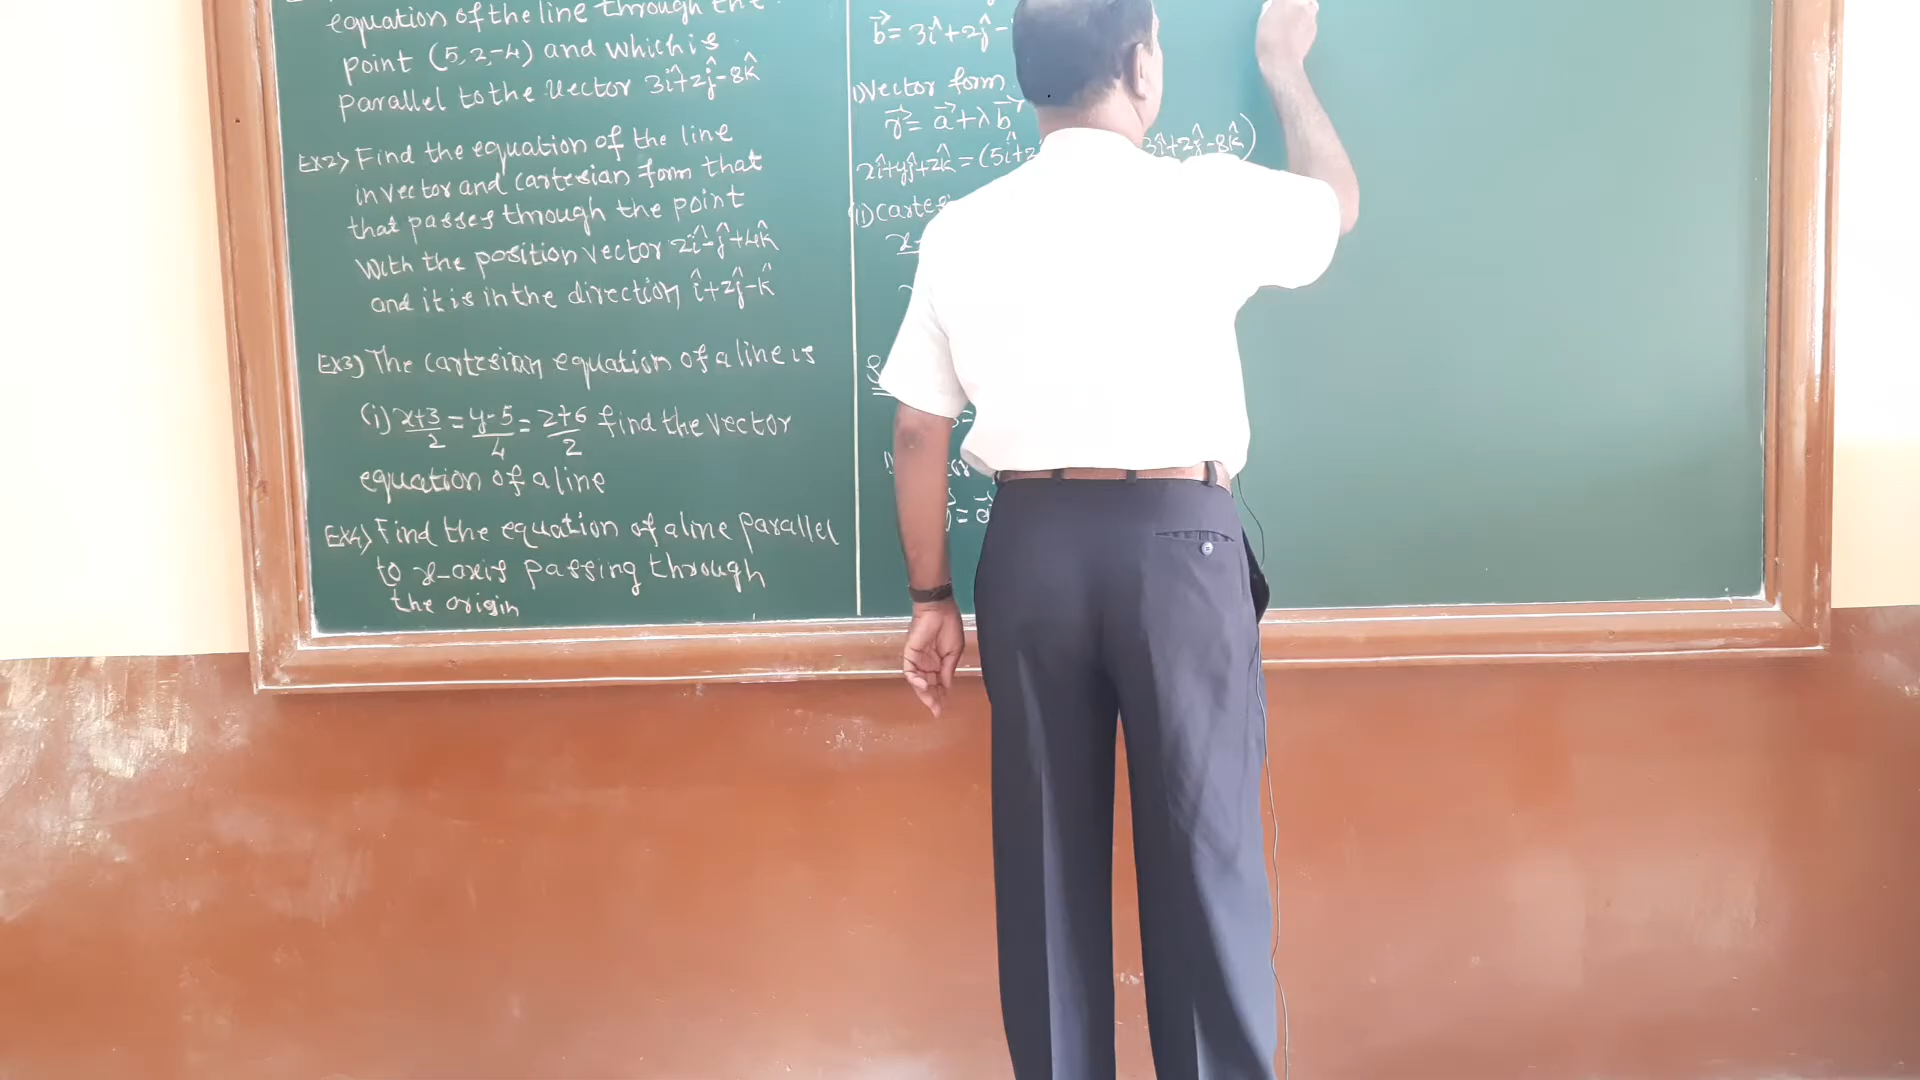 equation of the line through the
point (5, 2, -4) and which is
parallel to the vector 3î+2ĵ-8k̂
Ex2) Find the equation of the line
in vector and cartesian form that
that passes through the point
with the position vector 2î-ĵ+4k̂
and it is in the direction î+2ĵ-k̂
Ex3) The cartesian equation of a line is
(i) x+3/2 = y-5/4 = z+6/2 find the vector
equation of a line
Ex4) Find the equation of a line parallel
to x-axis passing through
the origin
b⃗= 3î+2ĵ-
i) Vector form
r⃗= a⃗+λb⃗
xî+yĵ+zk̂ = (5î+2 3î+2ĵ-8k̂)
ii) Carte
x-